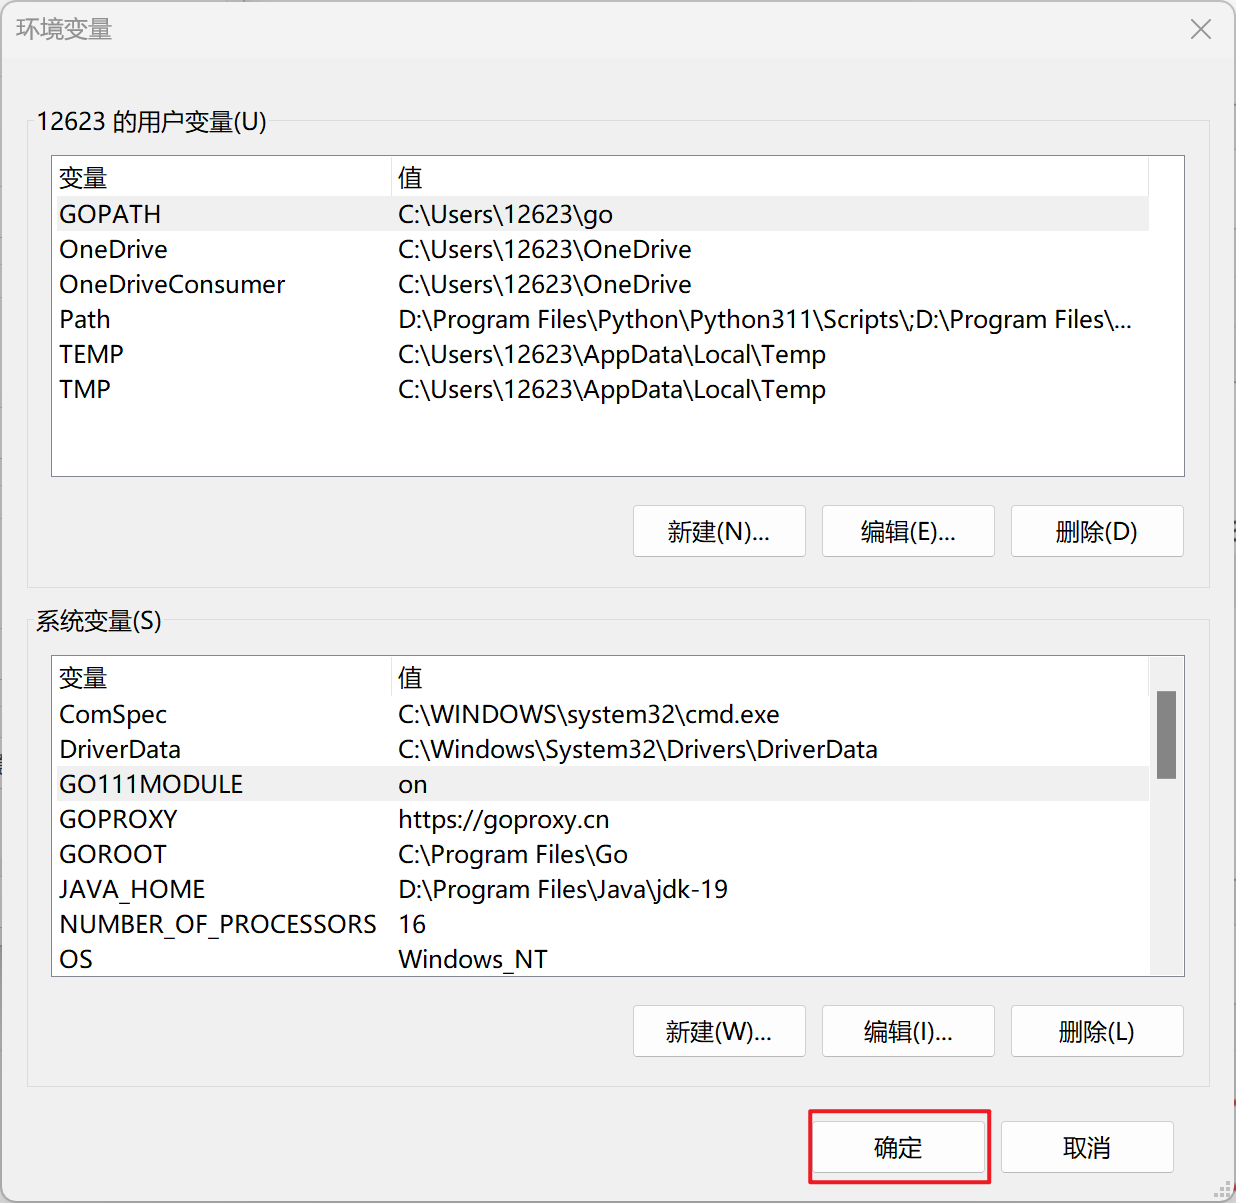 环境变量
12623 的用户变量(U)
变量 值
GOPATH C:\Users\12623\go
OneDrive C:\Users\12623\OneDrive
OneDriveConsumer C:\Users\12623\OneDrive
Path D:\Program Files\Python\Python311\Scripts\;D:\Program Files\...
TEMP C:\Users\12623\AppData\Local\Temp
TMP C:\Users\12623\AppData\Local\Temp
新建(N)... 编辑(E)... 删除(D)
系统变量(S)
变量 值
ComSpec C:\WINDOWS\system32\cmd.exe
DriverData C:\Windows\System32\Drivers\DriverData
GO111MODULE on
GOPROXY https://goproxy.cn
GOROOT C:\Program Files\Go
JAVA_HOME D:\Program Files\Java\jdk-19
NUMBER_OF_PROCESSORS 16
OS Windows_NT
新建(W)... 编辑(I)... 删除(L)
确定 取消